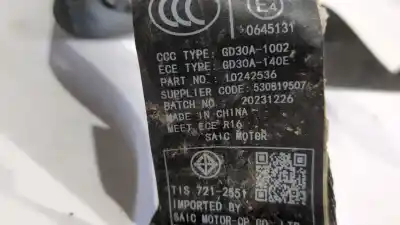 CCC
E4
0645131
CCC TYPE: GD30A-1002
ECE TYPE: GD30A-140E
PART NO. 10242536
SUPPLIER CODE: 530819507
BATCH NO. 20231226
MADE IN CHINA
MEET ECE R16
SAIC MOTOR
TIS 721-2551
IMPORTED BY
SAIC MOTOR-CP CO.,LTD